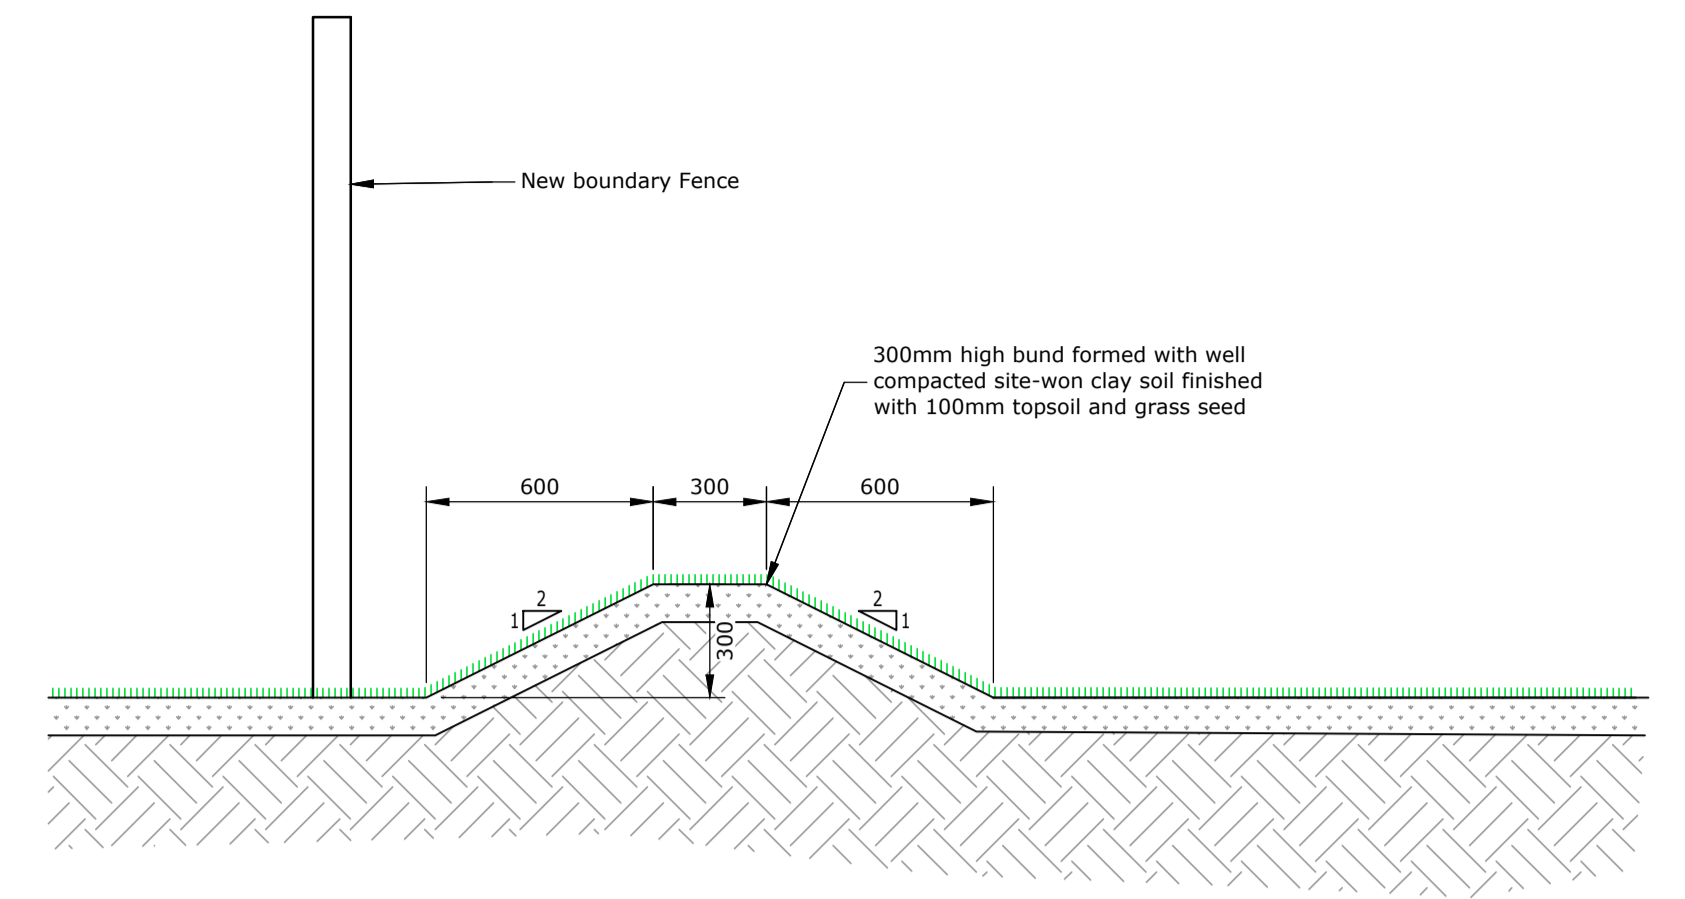 New boundary Fence
300mm high bund formed with well
compacted site-won clay soil finished
with 100mm topsoil and grass seed
600
300
600
2
1
2
1
300